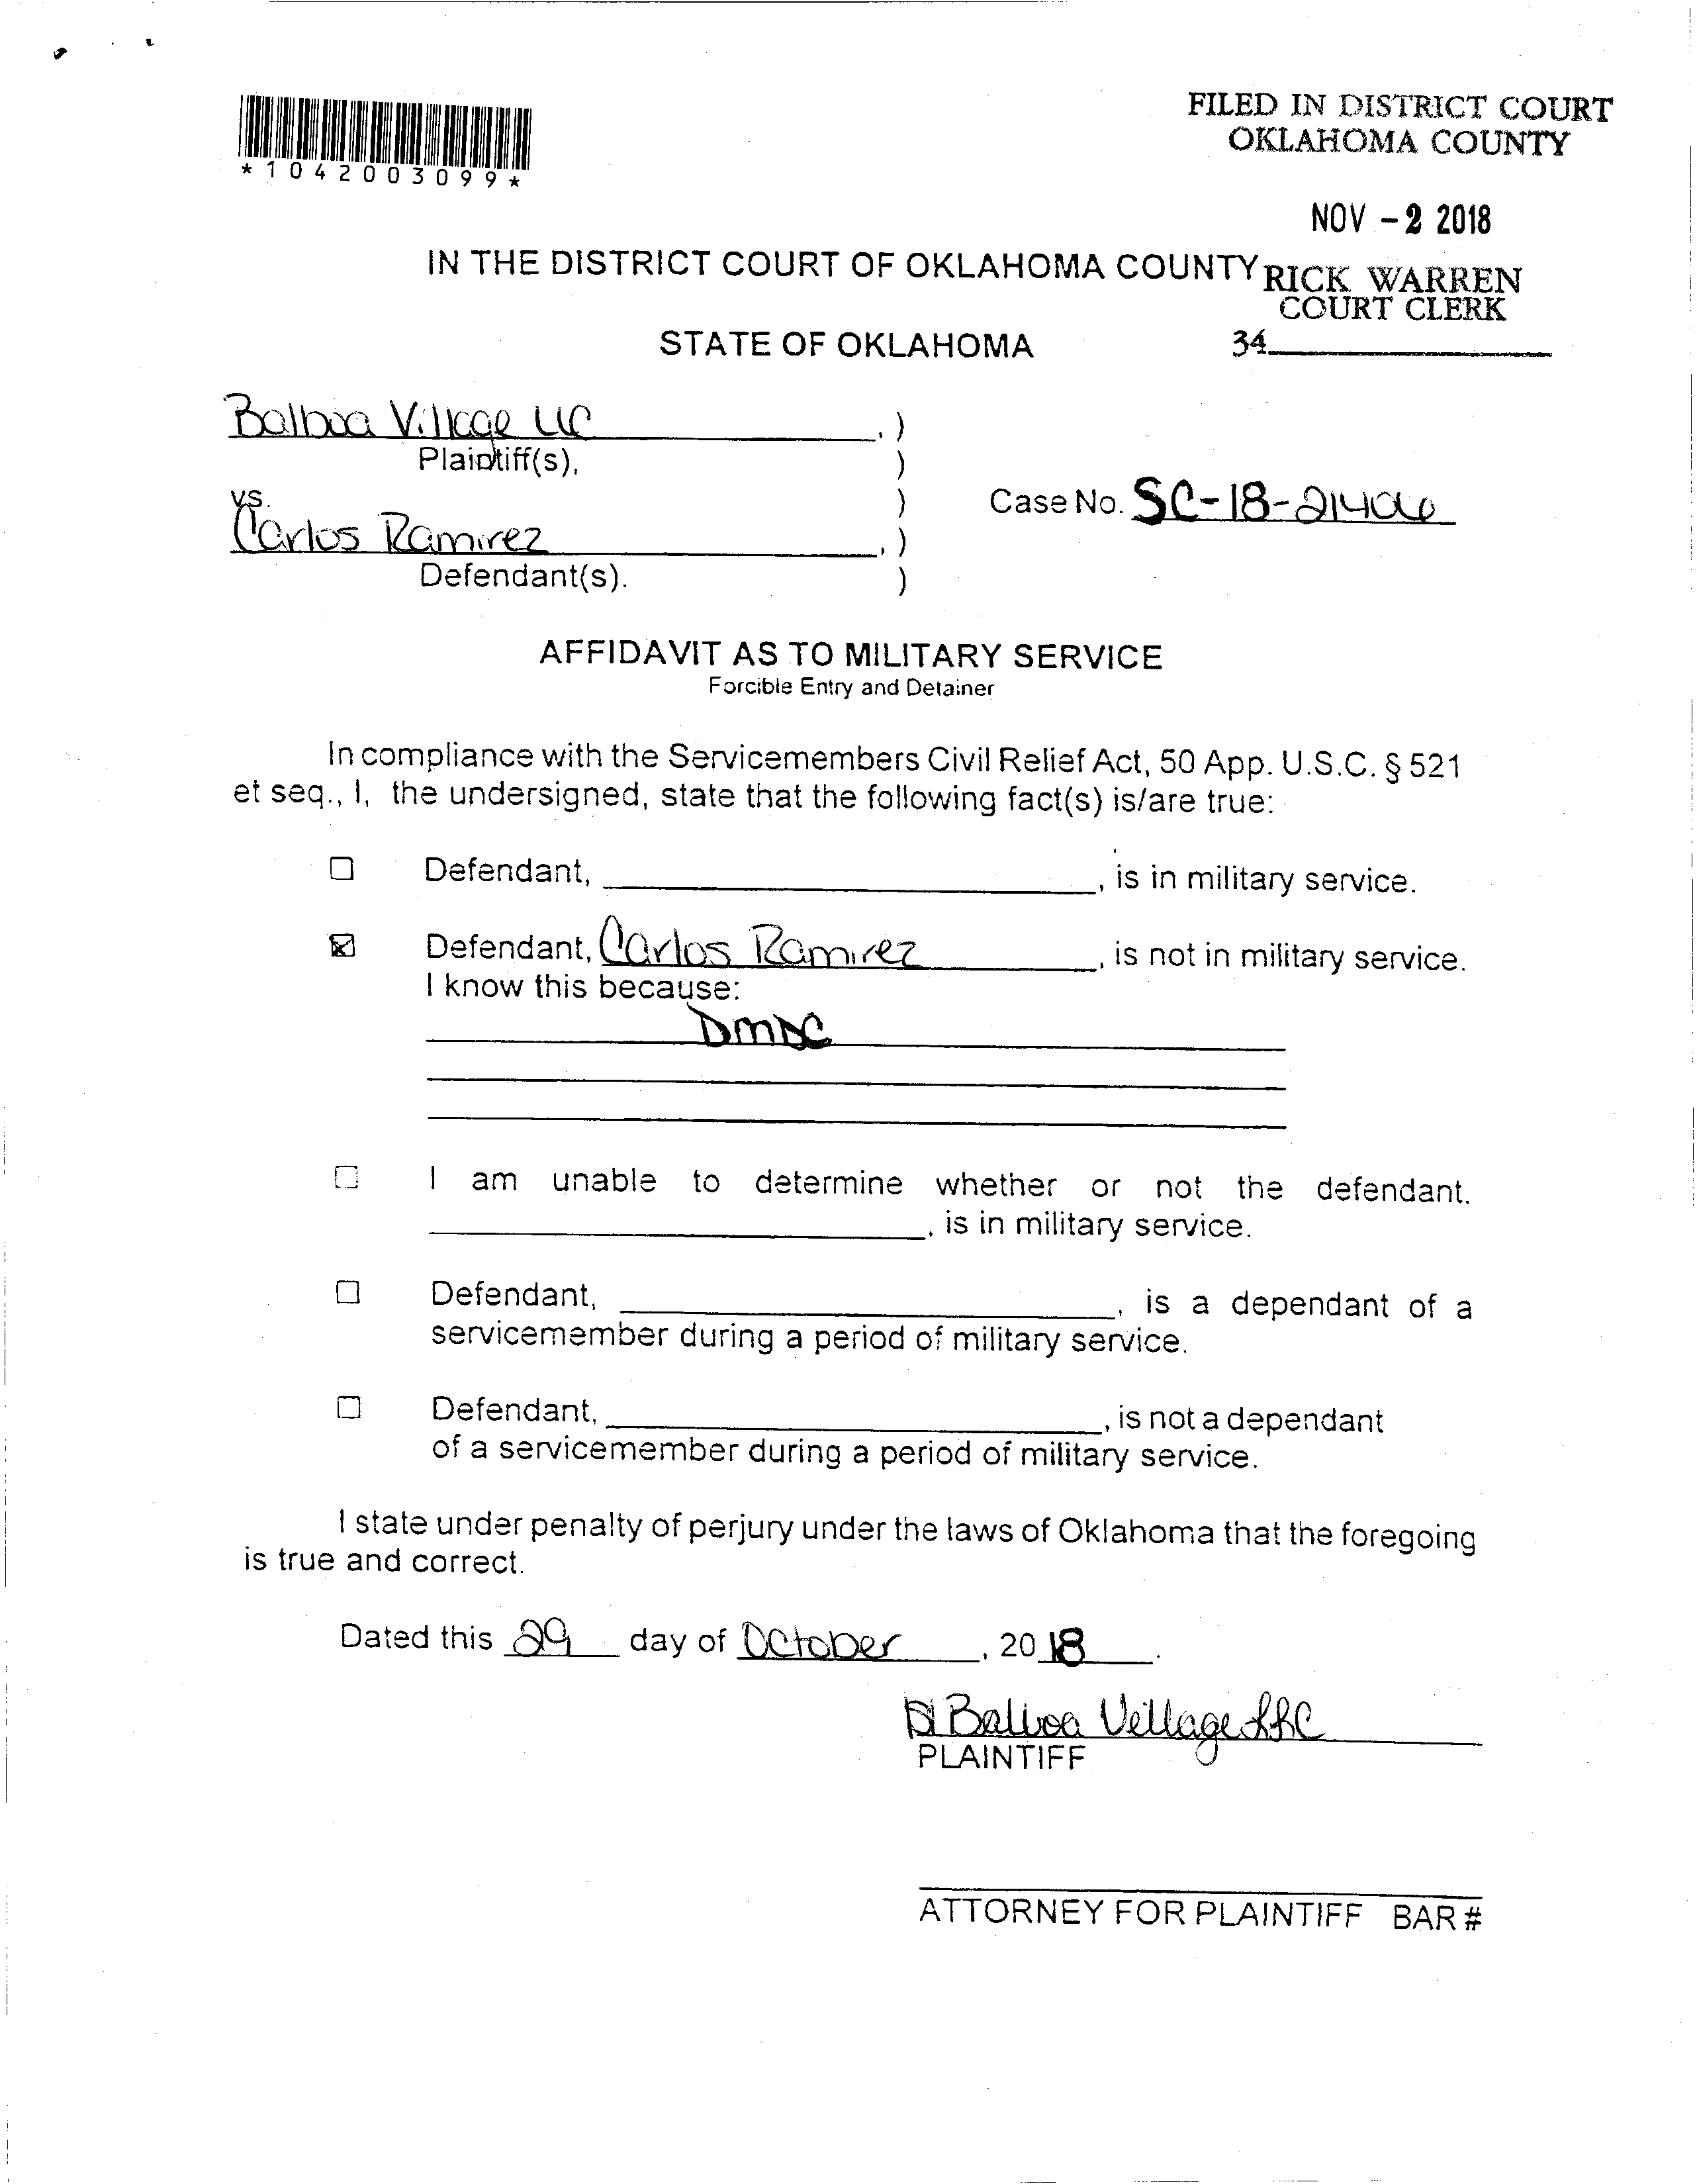 *1042003099*
FILED IN DISTRICT COURT
OKLAHOMA COUNTY
NOV - 2 2018
IN THE DISTRICT COURT OF OKLAHOMA COUNTY
RICK WARREN
COURT CLERK
STATE OF OKLAHOMA
34
Balboa Village LLC , )
Plaintiff(s), )
vs. )
Case No. SC-18-21406
Carlos Ramirez , )
Defendant(s). )
AFFIDAVIT AS TO MILITARY SERVICE
Forcible Entry and Detainer
In compliance with the Servicemembers Civil Relief Act, 50 App. U.S.C. § 521
et seq., I, the undersigned, state that the following fact(s) is/are true:
☐ Defendant, , is in military service.
☒ Defendant, Carlos Ramirez , is not in military service.
I know this because:
DMDC
☐ I am unable to determine whether or not the defendant,
, is in military service.
☐ Defendant, , is a dependant of a
servicemember during a period of military service.
☐ Defendant, , is not a dependant
of a servicemember during a period of military service.
I state under penalty of perjury under the laws of Oklahoma that the foregoing
is true and correct.
Dated this 29 day of October , 20 18 .
Balboa Village LLC
PLAINTIFF
ATTORNEY FOR PLAINTIFF BAR #